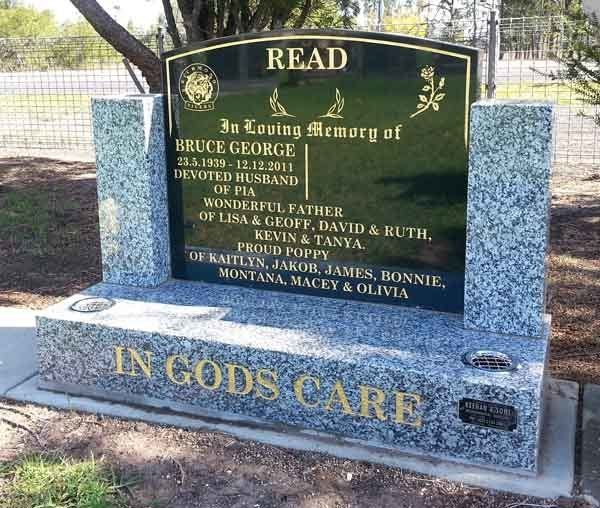 READ
In Loving Memory of
BRUCE GEORGE
23.5.1939 - 12.12.2011
DEVOTED HUSBAND
OF PIA
WONDERFUL FATHER
OF LISA & GEOFF, DAVID & RUTH,
KEVIN & TANYA.
PROUD POPPY
OF KAITLYN, JAKOB, JAMES, BONNIE,
MONTANA, MACEY & OLIVIA
IN GODS CARE